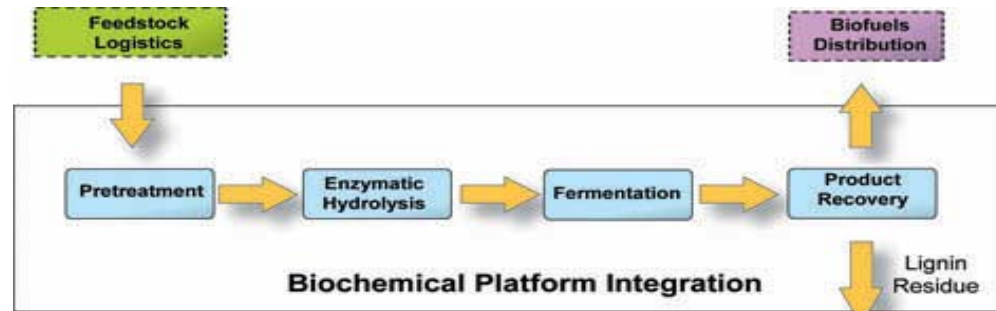 Feedstock
Logistics
Biofuels
Distribution
Pretreatment
Enzymatic
Hydrolysis
Fermentation
Product
Recovery
Biochemical Platform Integration
Lignin
Residue